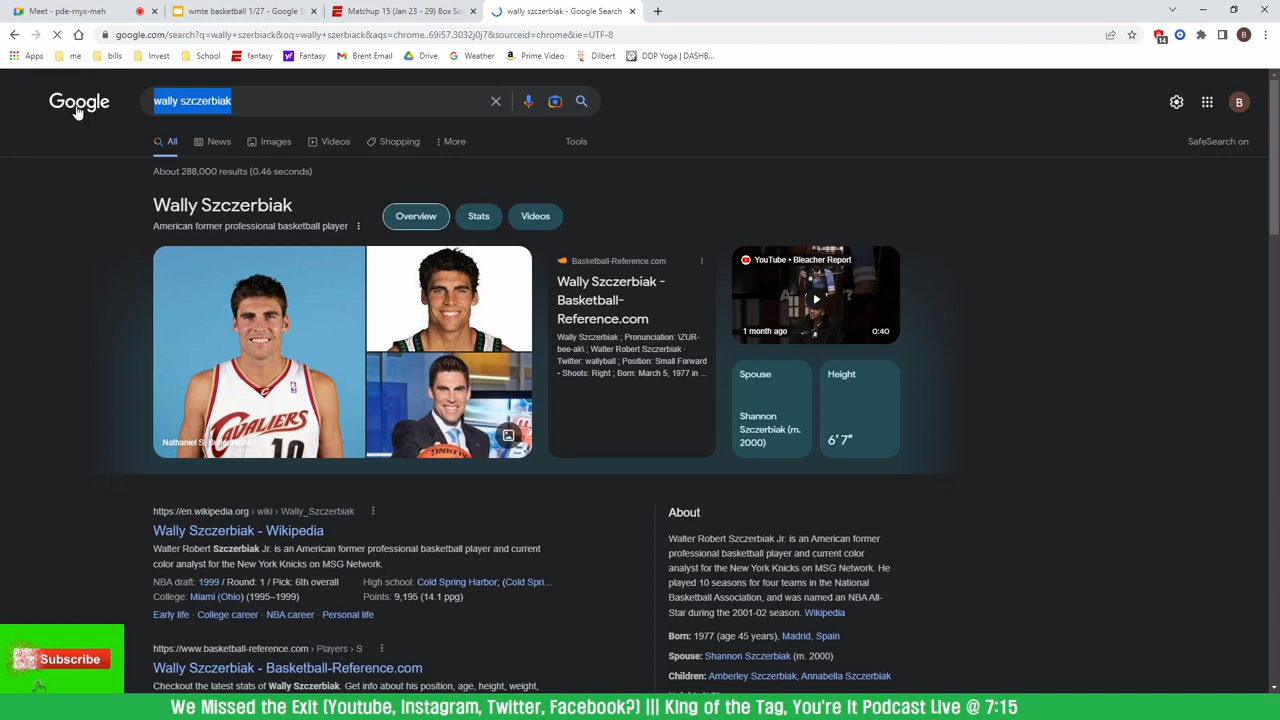 Meet - pde-rnyx-meh
wmte basketball 1/27 - Google S
Matchup 15 (Jan 23 - 29) Box Sco
wally szczerbiak - Google Search
google.com/search?q=wally+szerbiack&oq=wally+szerbiack&aqs=chrome..69i57.3032j0j7&sourceid=chrome&ie=UTF-8
14
B
Apps me bills Invest School fantasy Fantasy Brent Email Drive Weather Prime Video Dilbert DDP Yoga | DASHB...
Google
wally szczerbiak
B
All News Images Videos Shopping More Tools
SafeSearch on
About 288,000 results (0.46 seconds)
Wally Szczerbiak
American former professional basketball player
Overview Stats Videos
CAVALIERS
10
Basketball-Reference.com
Wally Szczerbiak -
Basketball-
Reference.com
Wally Szczerbiak ; Pronunciation: \ZUR-
bee-ak\ ; Walter Robert Szczerbiak ·
Twitter: wallyball ; Position: Small Forward
▪ Shoots: Right ; Born: March 5, 1977 in ...
YouTube • Bleacher Report
1 month ago 0:40
Spouse
Shannon
Szczerbiak (m.
2000)
Height
6′ 7″
https://en.wikipedia.org › wiki › Wally_Szczerbiak
Wally Szczerbiak - Wikipedia
Walter Robert Szczerbiak Jr. is an American former professional basketball player and current
color analyst for the New York Knicks on MSG Network.
NBA draft: 1999 / Round: 1 / Pick: 6th overall
High school: Cold Spring Harbor; (Cold Spri...
College: Miami (Ohio) (1995–1999)
Points: 9,195 (14.1 ppg)
Early life · College career · NBA career · Personal life
https://www.basketball-reference.com › Players › S
Wally Szczerbiak - Basketball-Reference.com
Checkout the latest stats of Wally Szczerbiak. Get info about his position, age, height, weight,
About
Walter Robert Szczerbiak Jr. is an American former
professional basketball player and current color
analyst for the New York Knicks on MSG Network. He
played 10 seasons for four teams in the National
Basketball Association, and was named an NBA All-
Star during the 2001-02 season. Wikipedia
Born: 1977 (age 45 years), Madrid, Spain
Spouse: Shannon Szczerbiak (m. 2000)
Children: Amberley Szczerbiak, Annabella Szczerbiak
Subscribe
We Missed the Exit (Youtube, Instagram, Twitter, Facebook?) ||| King of the Tag, You're It Podcast Live @ 7:15